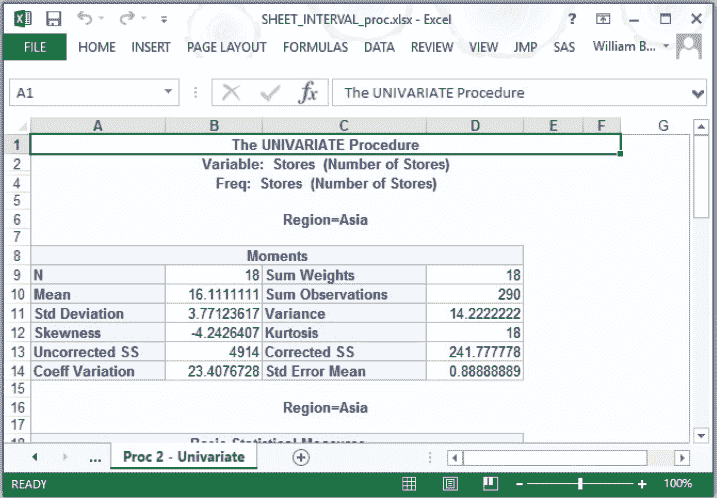 SHEET_INTERVAL_proc.xlsx - Excel
?
FILE HOME INSERT PAGE LAYOUT FORMULAS DATA REVIEW VIEW JMP SAS William B...
A1 fx The UNIVARIATE Procedure
A B C D E F G
1 The UNIVARIATE Procedure
2 Variable: Stores (Number of Stores)
4 Freq: Stores (Number of Stores)
5
6 Region=Asia
7
8 Moments
9 N 18 Sum Weights 18
10 Mean 16.1111111 Sum Observations 290
11 Std Deviation 3.77123617 Variance 14.2222222
12 Skewness -4.2426407 Kurtosis 18
13 Uncorrected SS 4914 Corrected SS 241.777778
14 Coeff Variation 23.4076728 Std Error Mean 0.88888889
15
16 Region=Asia
17
... Proc 2 - Univariate
READY 100%